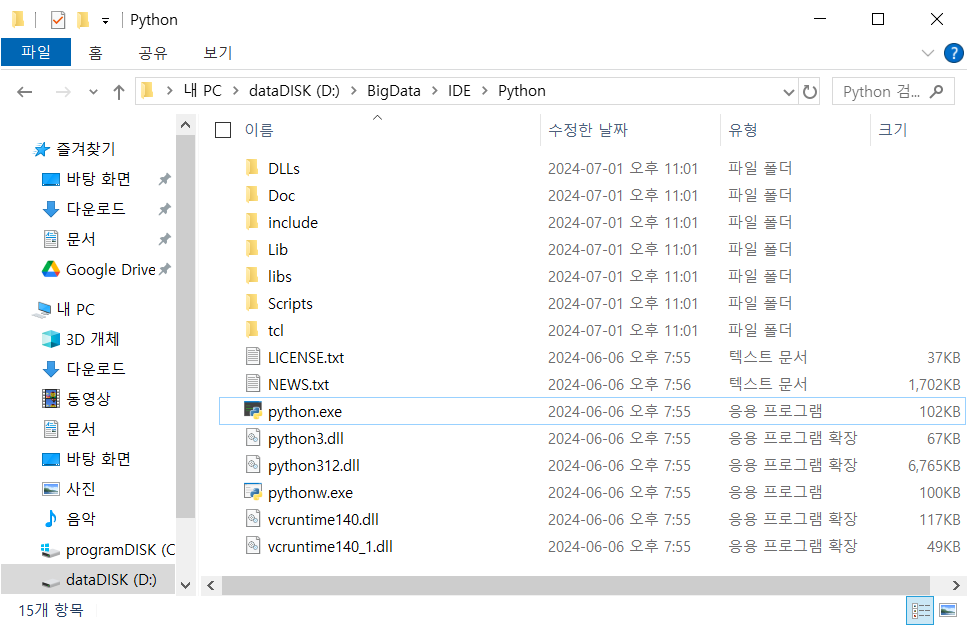 Python
파일 홈 공유 보기
내 PC > dataDISK (D:) > BigData > IDE > Python
Python 검...
즐겨찾기
바탕 화면
다운로드
문서
Google Drive
내 PC
3D 개체
다운로드
동영상
문서
바탕 화면
사진
음악
programDISK (C
dataDISK (D:)
이름 수정한 날짜 유형 크기
DLLs 2024-07-01 오후 11:01 파일 폴더
Doc 2024-07-01 오후 11:01 파일 폴더
include 2024-07-01 오후 11:01 파일 폴더
Lib 2024-07-01 오후 11:01 파일 폴더
libs 2024-07-01 오후 11:01 파일 폴더
Scripts 2024-07-01 오후 11:01 파일 폴더
tcl 2024-07-01 오후 11:01 파일 폴더
LICENSE.txt 2024-06-06 오후 7:55 텍스트 문서 37KB
NEWS.txt 2024-06-06 오후 7:56 텍스트 문서 1,702KB
python.exe 2024-06-06 오후 7:55 응용 프로그램 102KB
python3.dll 2024-06-06 오후 7:55 응용 프로그램 확장 67KB
python312.dll 2024-06-06 오후 7:55 응용 프로그램 확장 6,765KB
pythonw.exe 2024-06-06 오후 7:55 응용 프로그램 100KB
vcruntime140.dll 2024-06-06 오후 7:55 응용 프로그램 확장 117KB
vcruntime140_1.dll 2024-06-06 오후 7:55 응용 프로그램 확장 49KB
15개 항목